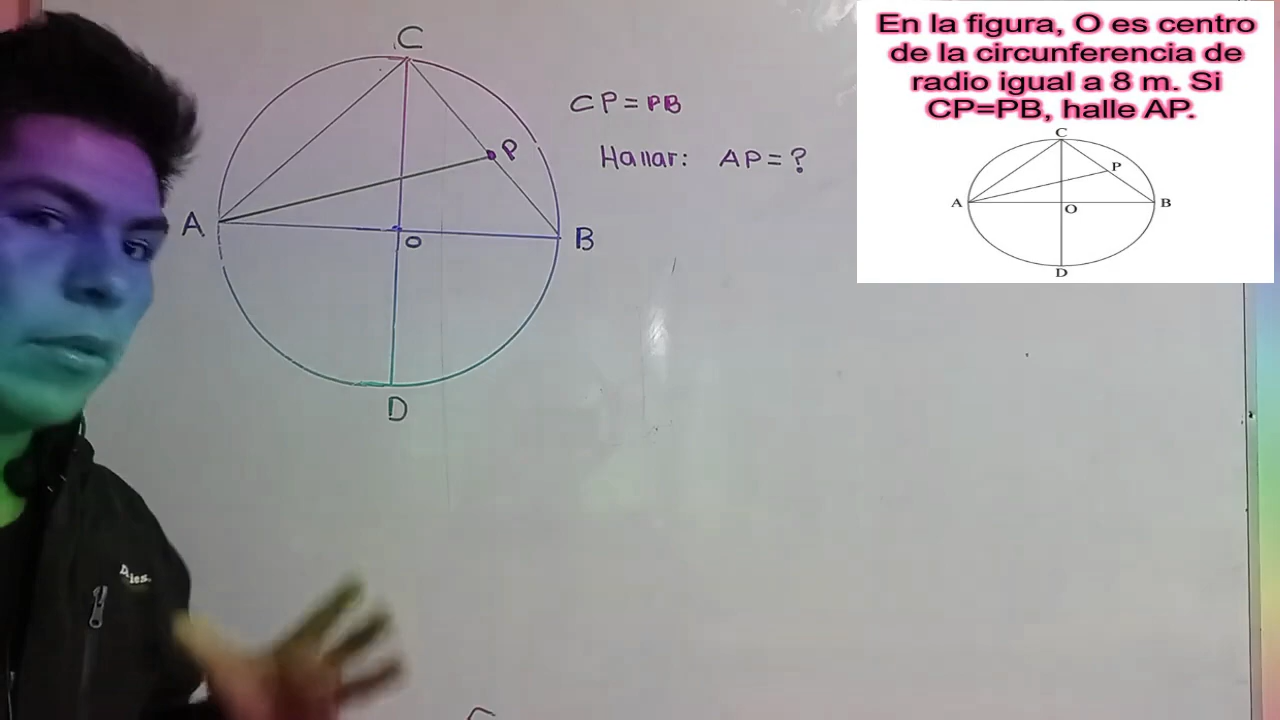 En la figura, O es centro
de la circunferencia de
radio igual a 8 m. Si
CP=PB, halle AP.
C
P
A
O
B
D
C
CP = PB
P
Hallar: AP = ?
A
O
B
D